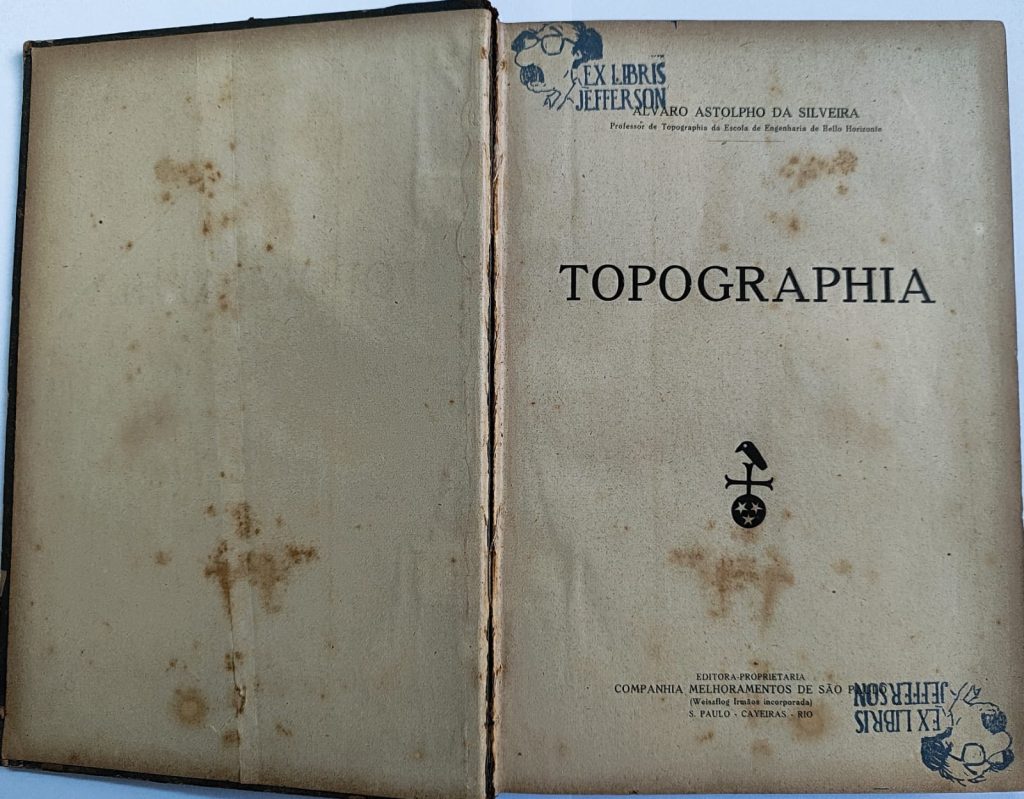 EX LIBRIS
JEFFERSON
ALVARO ASTOLPHO DA SILVEIRA
Professor de Topographia da Escola de Engenharia de Bello Horizonte
TOPOGRAPHIA
EDITORA-PROPRIETARIA
COMPANHIA MELHORAMENTOS DE SÃO PAULO
(Weiszflog Irmãos incorporada)
S. PAULO - CAYEIRAS - RIO
EX LIBRIS
JEFFERSON